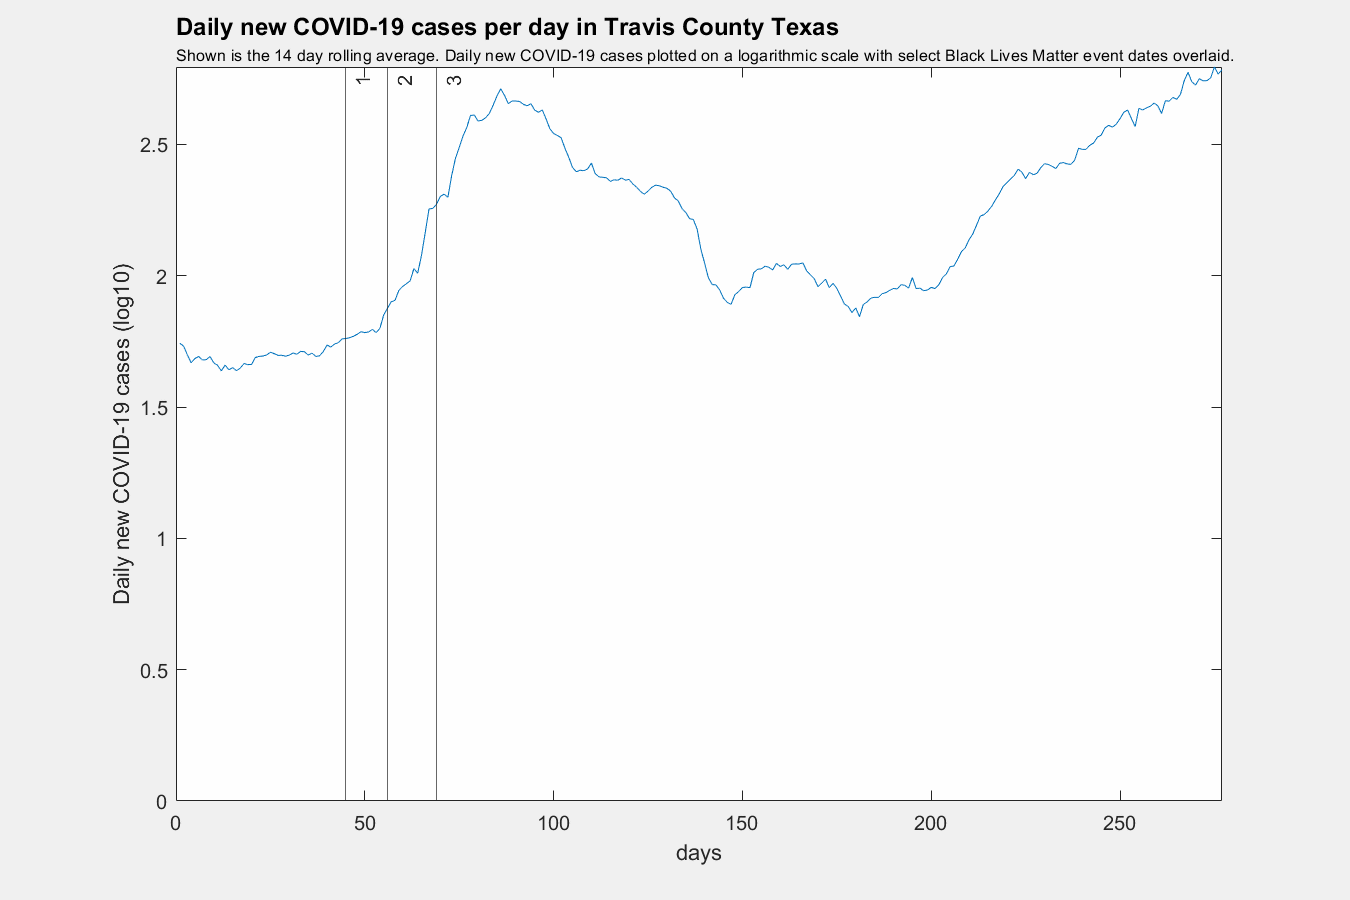 Daily new COVID-19 cases per day in Travis County Texas
Shown is the 14 day rolling average. Daily new COVID-19 cases plotted on a logarithmic scale with select Black Lives Matter event dates overlaid.
1
2
3
2.5
2
1.5
1
0.5
0
Daily new COVID-19 cases (log10)
0 50 100 150 200 250
days